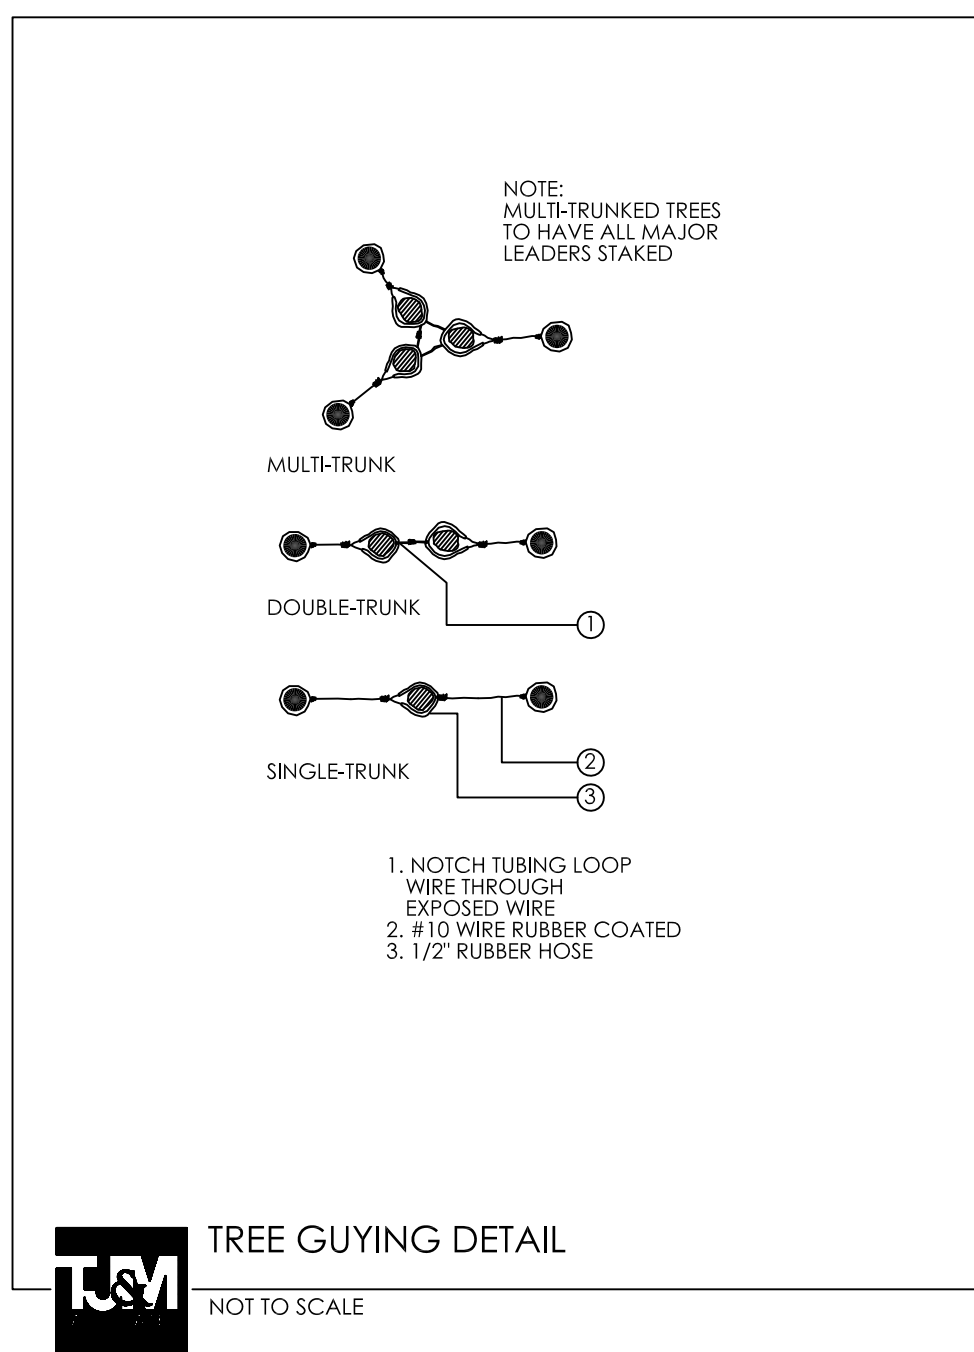 NOTE:
MULTI-TRUNKED TREES
TO HAVE ALL MAJOR
LEADERS STAKED
MULTI-TRUNK
DOUBLE-TRUNK
1
SINGLE-TRUNK
2
3
1. NOTCH TUBING LOOP
WIRE THROUGH
EXPOSED WIRE
2. #10 WIRE RUBBER COATED
3. 1/2" RUBBER HOSE
TREE GUYING DETAIL
TJ&M
NOT TO SCALE